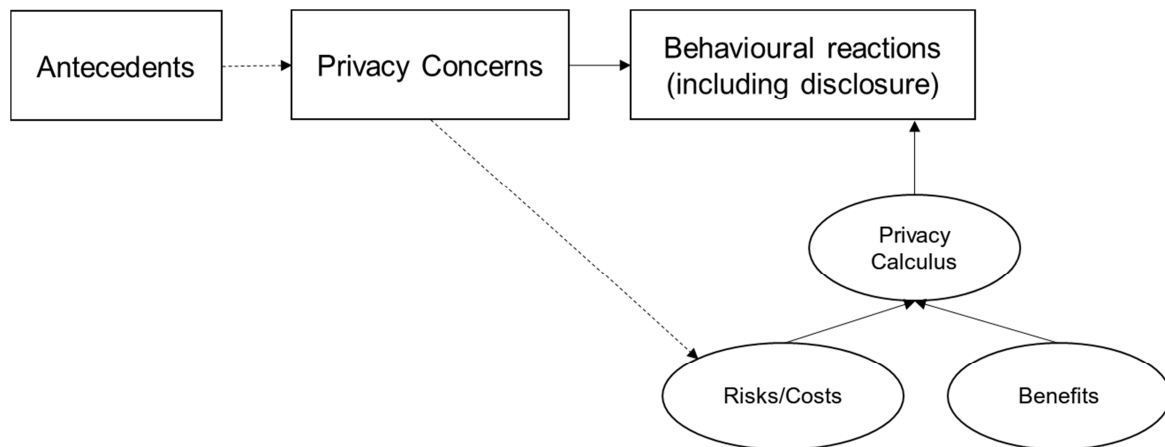 Antecedents
Privacy Concerns
Behavioural reactions
(including disclosure)
Privacy
Calculus
Risks/Costs
Benefits